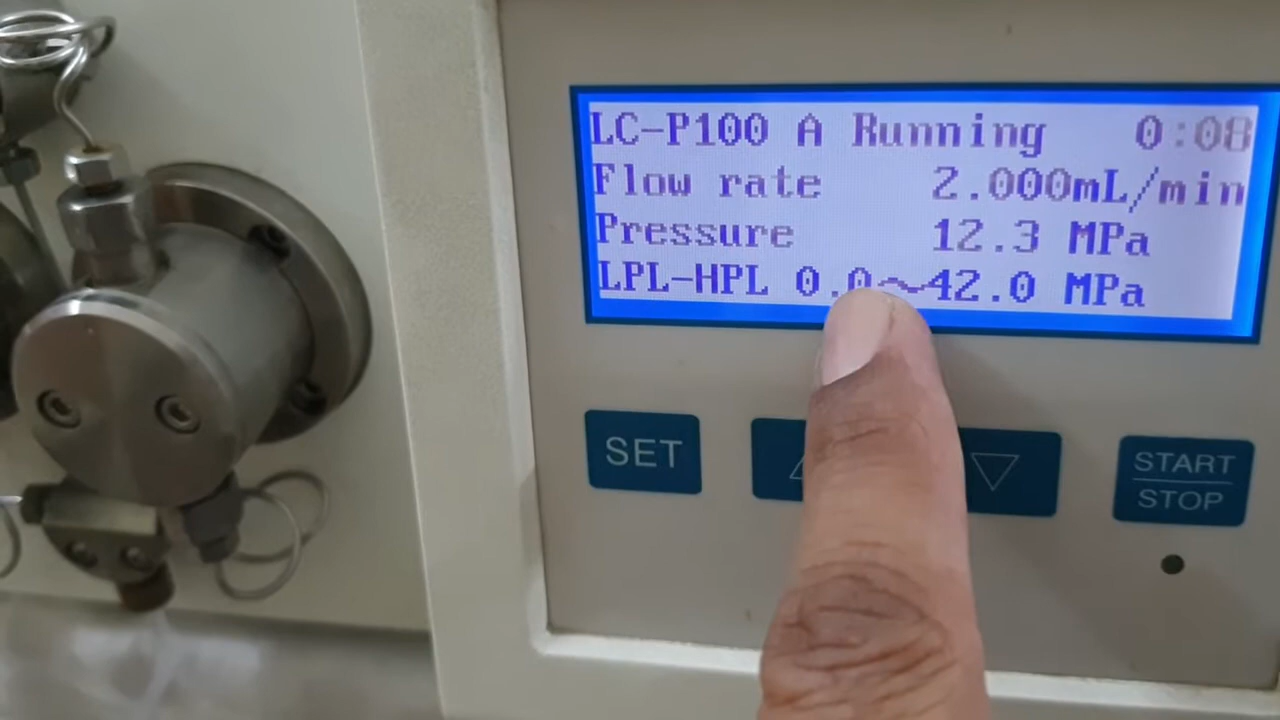 LC-P100 A Running 0:08
Flow rate 2.000mL/min
Pressure 12.3 MPa
LPL-HPL 0.0~42.0 MPa
SET
START
STOP